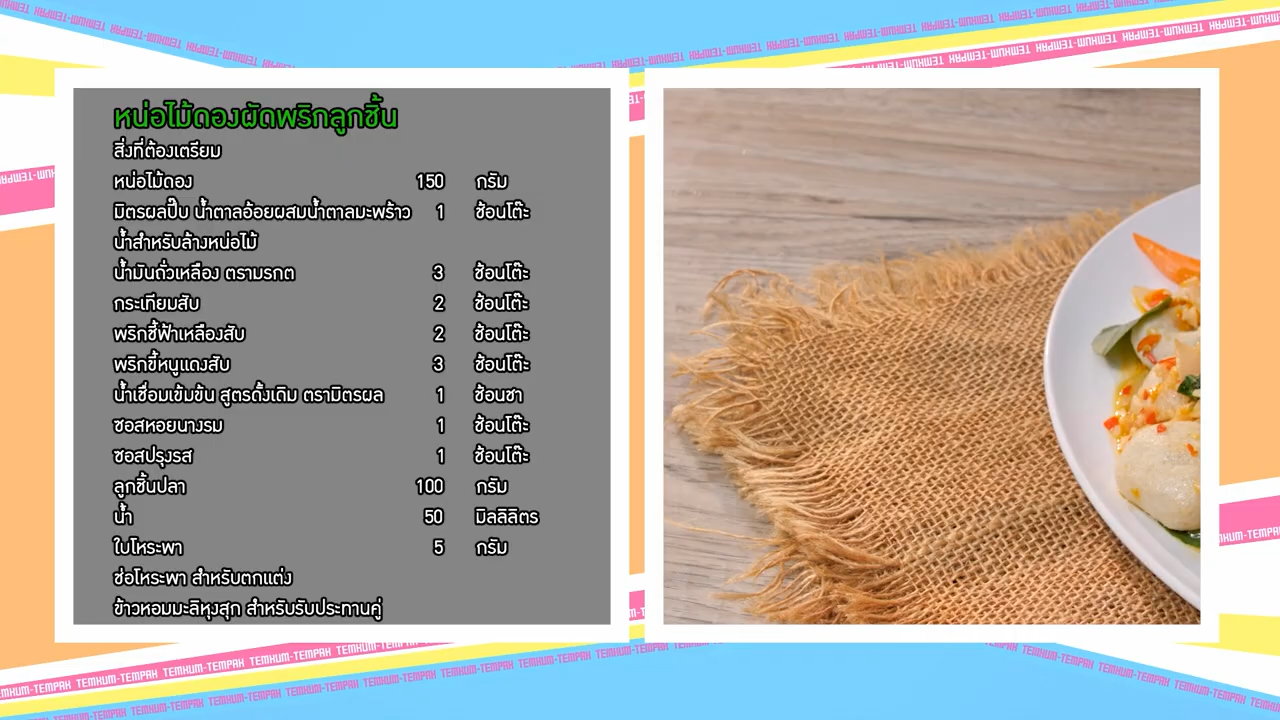 หน่อไม้ดองผัดพริกลูกชิ้น
สิ่งที่ต้องเตรียม
หน่อไม้ดอง 150 กรัม
มิตรผลปี๊บ น้ำตาลอ้อยผสมน้ำตาลมะพร้าว 1 ช้อนโต๊ะ
น้ำสำหรับล้างหน่อไม้
น้ำมันถั่วเหลือง ตรามรกต 3 ช้อนโต๊ะ
กระเทียมสับ 2 ช้อนโต๊ะ
พริกชี้ฟ้าเหลืองสับ 2 ช้อนโต๊ะ
พริกขี้หนูแดงสับ 3 ช้อนโต๊ะ
น้ำเชื่อมเข้มข้น สูตรดั้งเดิม ตรามิตรผล 1 ช้อนชา
ซอสหอยนางรม 1 ช้อนโต๊ะ
ซอสปรุงรส 1 ช้อนโต๊ะ
ลูกชิ้นปลา 100 กรัม
น้ำ 50 มิลลิลิตร
ใบโหระพา 5 กรัม
ช่อโหระพา สำหรับตกแต่ง
ข้าวหอมมะลิหุงสุก สำหรับรับประทานคู่
TEMKUM-TEMPAK TEMKUM-TEMPAK TEMKUM-TEMPAK TEMKUM-TEMPAK